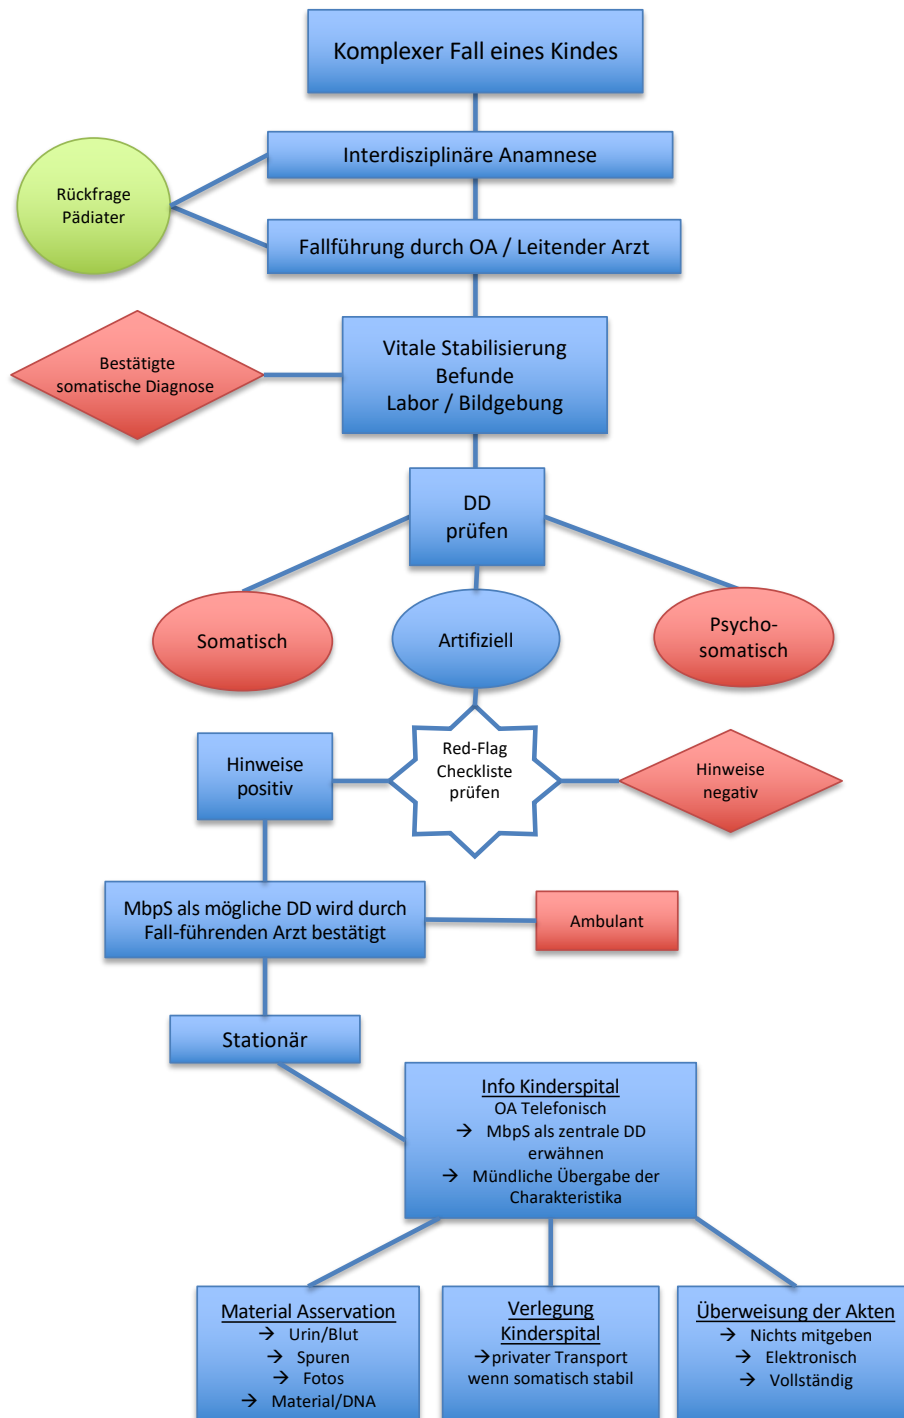 Komplexer Fall eines Kindes
Interdisziplinäre Anamnese
Rückfrage
Pädiater
Fallführung durch OA / Leitender Arzt
Vitale Stabilisierung
Befunde
Labor / Bildgebung
Bestätigte
somatische Diagnose
DD
prüfen
Somatisch
Artifiziell
Psycho-
somatisch
Red-Flag
Checkliste
prüfen
Hinweise
positiv
Hinweise
negativ
MbpS als mögliche DD wird durch
Fall-führenden Arzt bestätigt
Ambulant
Stationär
Info Kinderspital
OA Telefonisch
→ MbpS als zentrale DD
erwähnen
→ Mündliche Übergabe der
Charakteristika
Material Asservation
→ Urin/Blut
→ Spuren
→ Fotos
→ Material/DNA
Verlegung
Kinderspital
→privater Transport
wenn somatisch stabil
Überweisung der Akten
→ Nichts mitgeben
→ Elektronisch
→ Vollständig